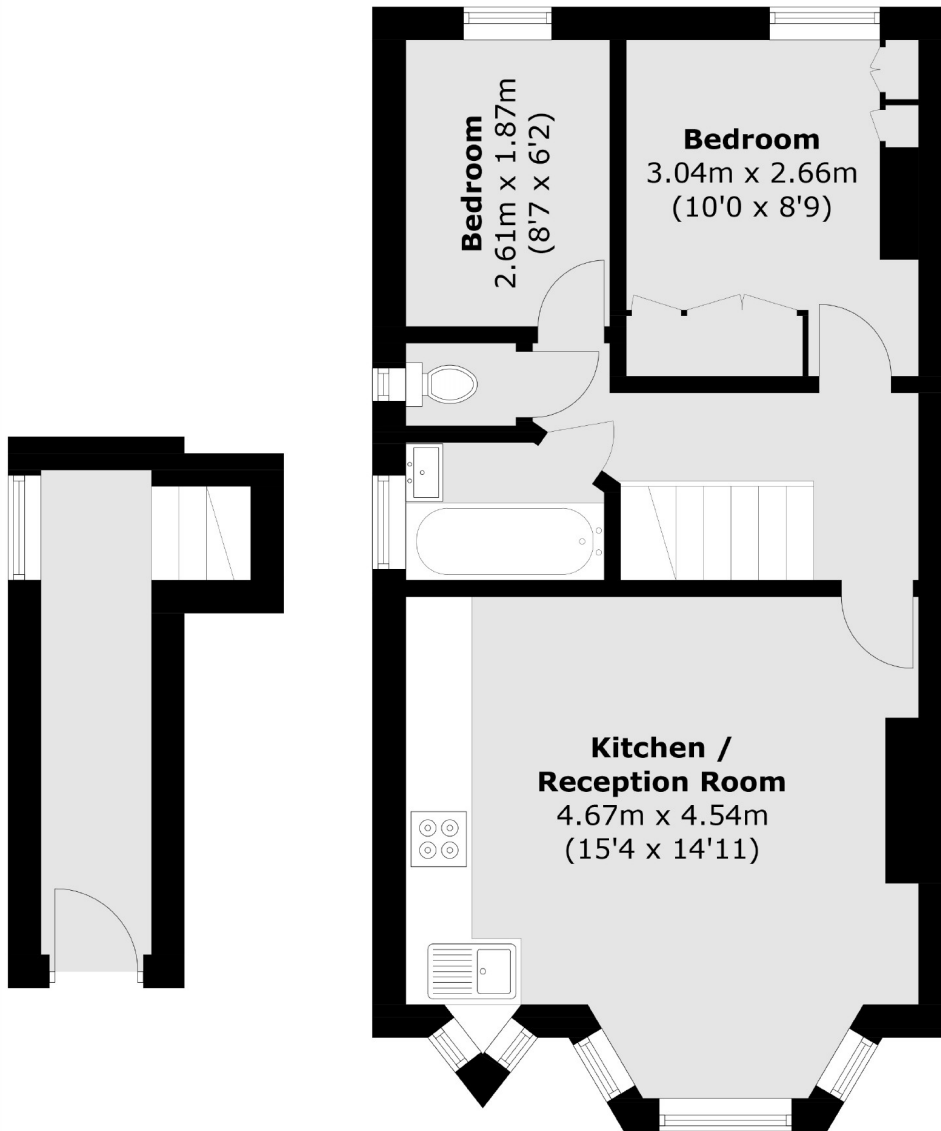 Bedroom
2.61m x 1.87m
(8'7 x 6'2)
Bedroom
3.04m x 2.66m
(10'0 x 8'9)
Kitchen /
Reception Room
4.67m x 4.54m
(15'4 x 14'11)